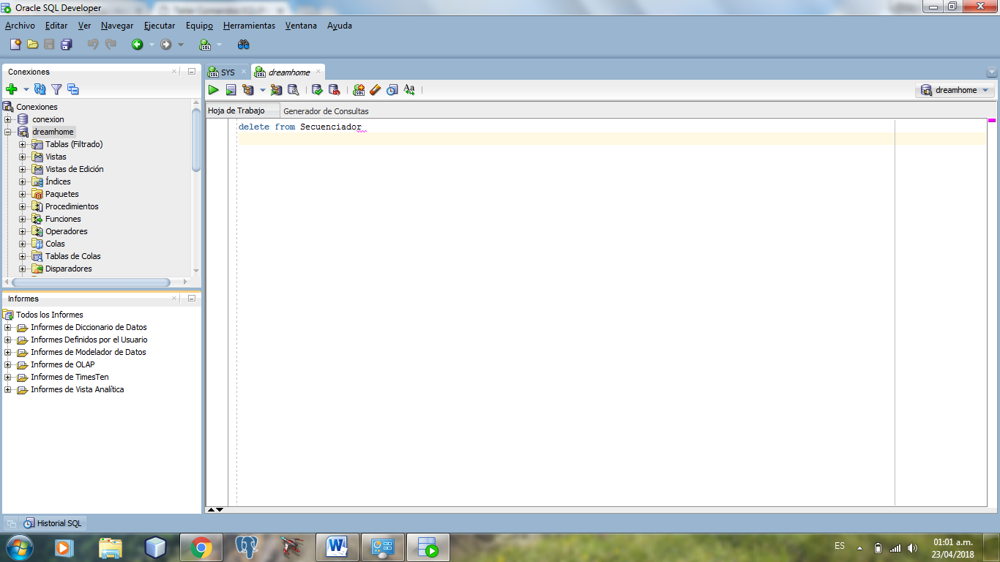 Oracle SQL Developer
Archivo Editar Ver Navegar Ejecutar Equipo Herramientas Ventana Ayuda
Conexiones
Conexiones
conexion
dreamhome
Tablas (Filtrado)
Vistas
Vistas de Edición
Índices
Paquetes
Procedimientos
Funciones
Operadores
Colas
Tablas de Colas
Disparadores
Informes
Todos los Informes
Informes de Diccionario de Datos
Informes Definidos por el Usuario
Informes de Modelador de Datos
Informes de OLAP
Informes de TimesTen
Informes de Vista Analítica
SYS dreamhome
dreamhome
Hoja de Trabajo Generador de Consultas
delete from Secuenciador
Historial SQL
ES
01:01 a.m.
23/04/2018